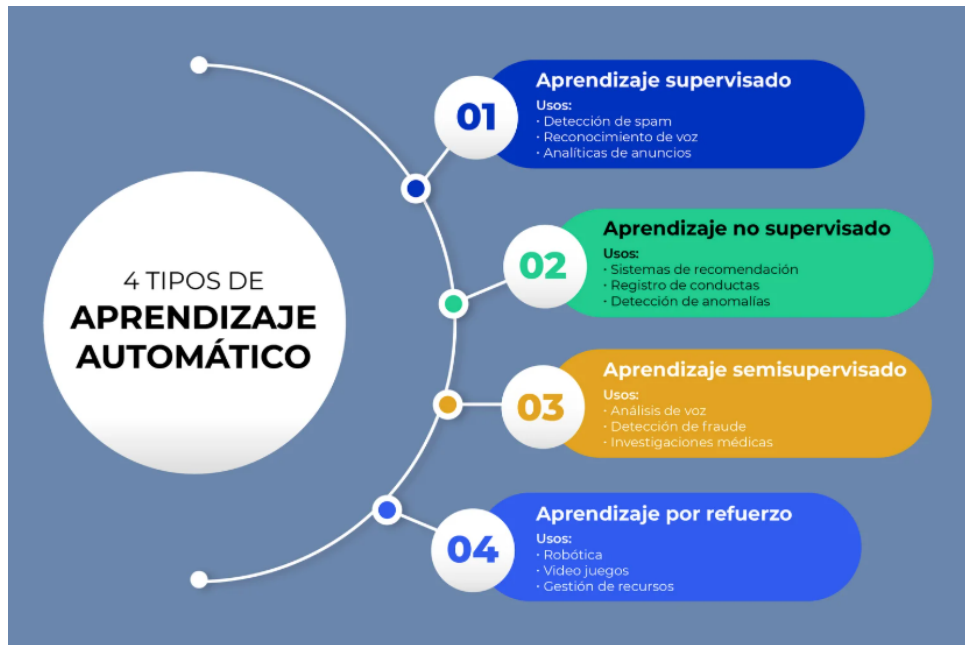 4 TIPOS DE
APRENDIZAJE
AUTOMÁTICO
01
Aprendizaje supervisado
Usos:
· Detección de spam
· Reconocimiento de voz
· Analíticas de anuncios
02
Aprendizaje no supervisado
Usos:
· Sistemas de recomendación
· Registro de conductas
· Detección de anomalías
03
Aprendizaje semisupervisado
Usos:
· Análisis de voz
· Detección de fraude
· Investigaciones médicas
04
Aprendizaje por refuerzo
Usos:
· Robótica
· Video juegos
· Gestión de recursos